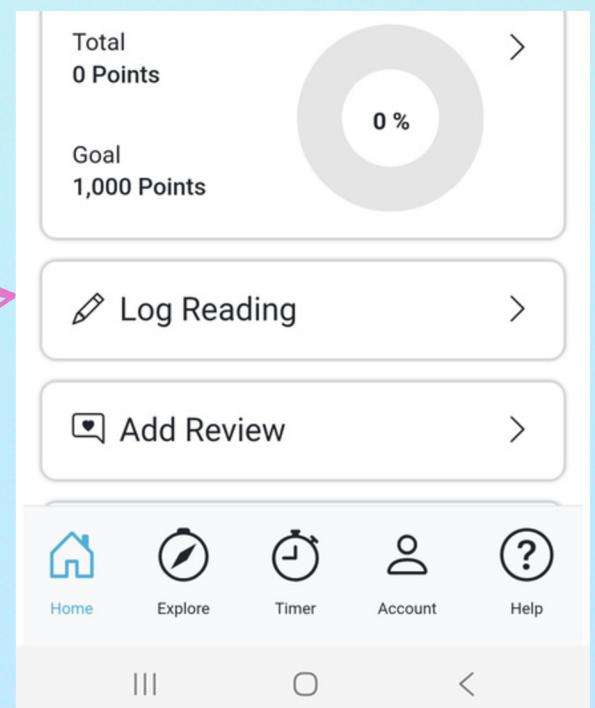 Total
0 Points
0 %
Goal
1,000 Points
Log Reading
Add Review
Home Explore Timer Account Help